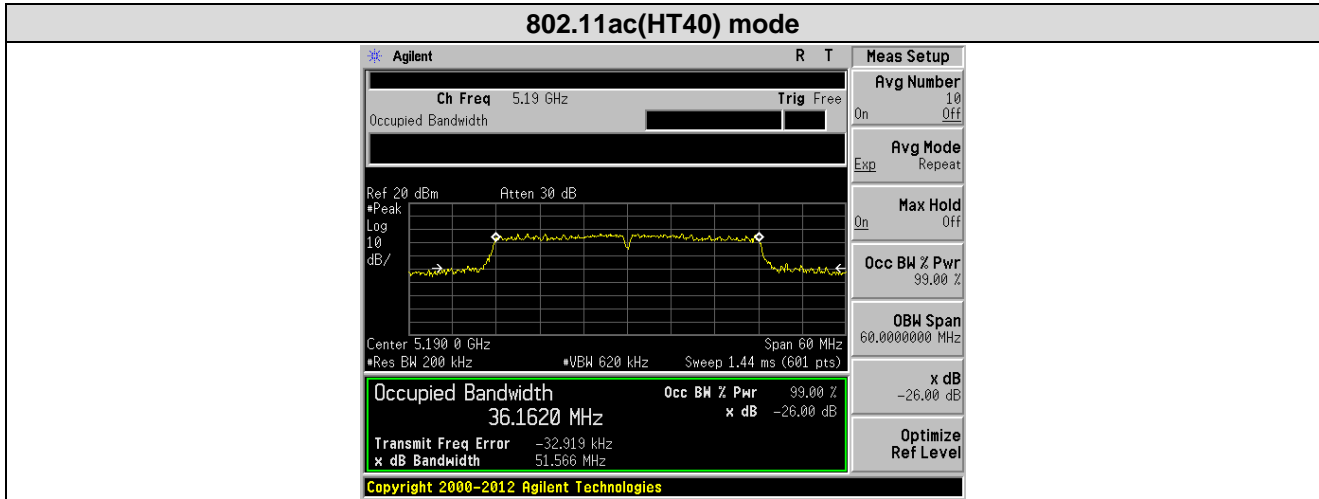 802.11ac(HT40) mode
Agilent R T
Ch Freq 5.19 GHz Trig Free
Occupied Bandwidth
Ref 20 dBm Atten 30 dB
#Peak
Log
10
dB/
Center 5.190 0 GHz Span 60 MHz
#Res BW 200 kHz #VBW 620 kHz Sweep 1.44 ms (601 pts)
Occupied Bandwidth Occ BW % Pwr 99.00 %
36.1620 MHz x dB -26.00 dB
Transmit Freq Error -32.919 kHz
x dB Bandwidth 51.566 MHz
Copyright 2000-2012 Agilent Technologies
Meas Setup
Avg Number
10
On Off
Avg Mode
Exp Repeat
Max Hold
On Off
Occ BW % Pwr
99.00 %
OBW Span
60.0000000 MHz
x dB
-26.00 dB
Optimize
Ref Level